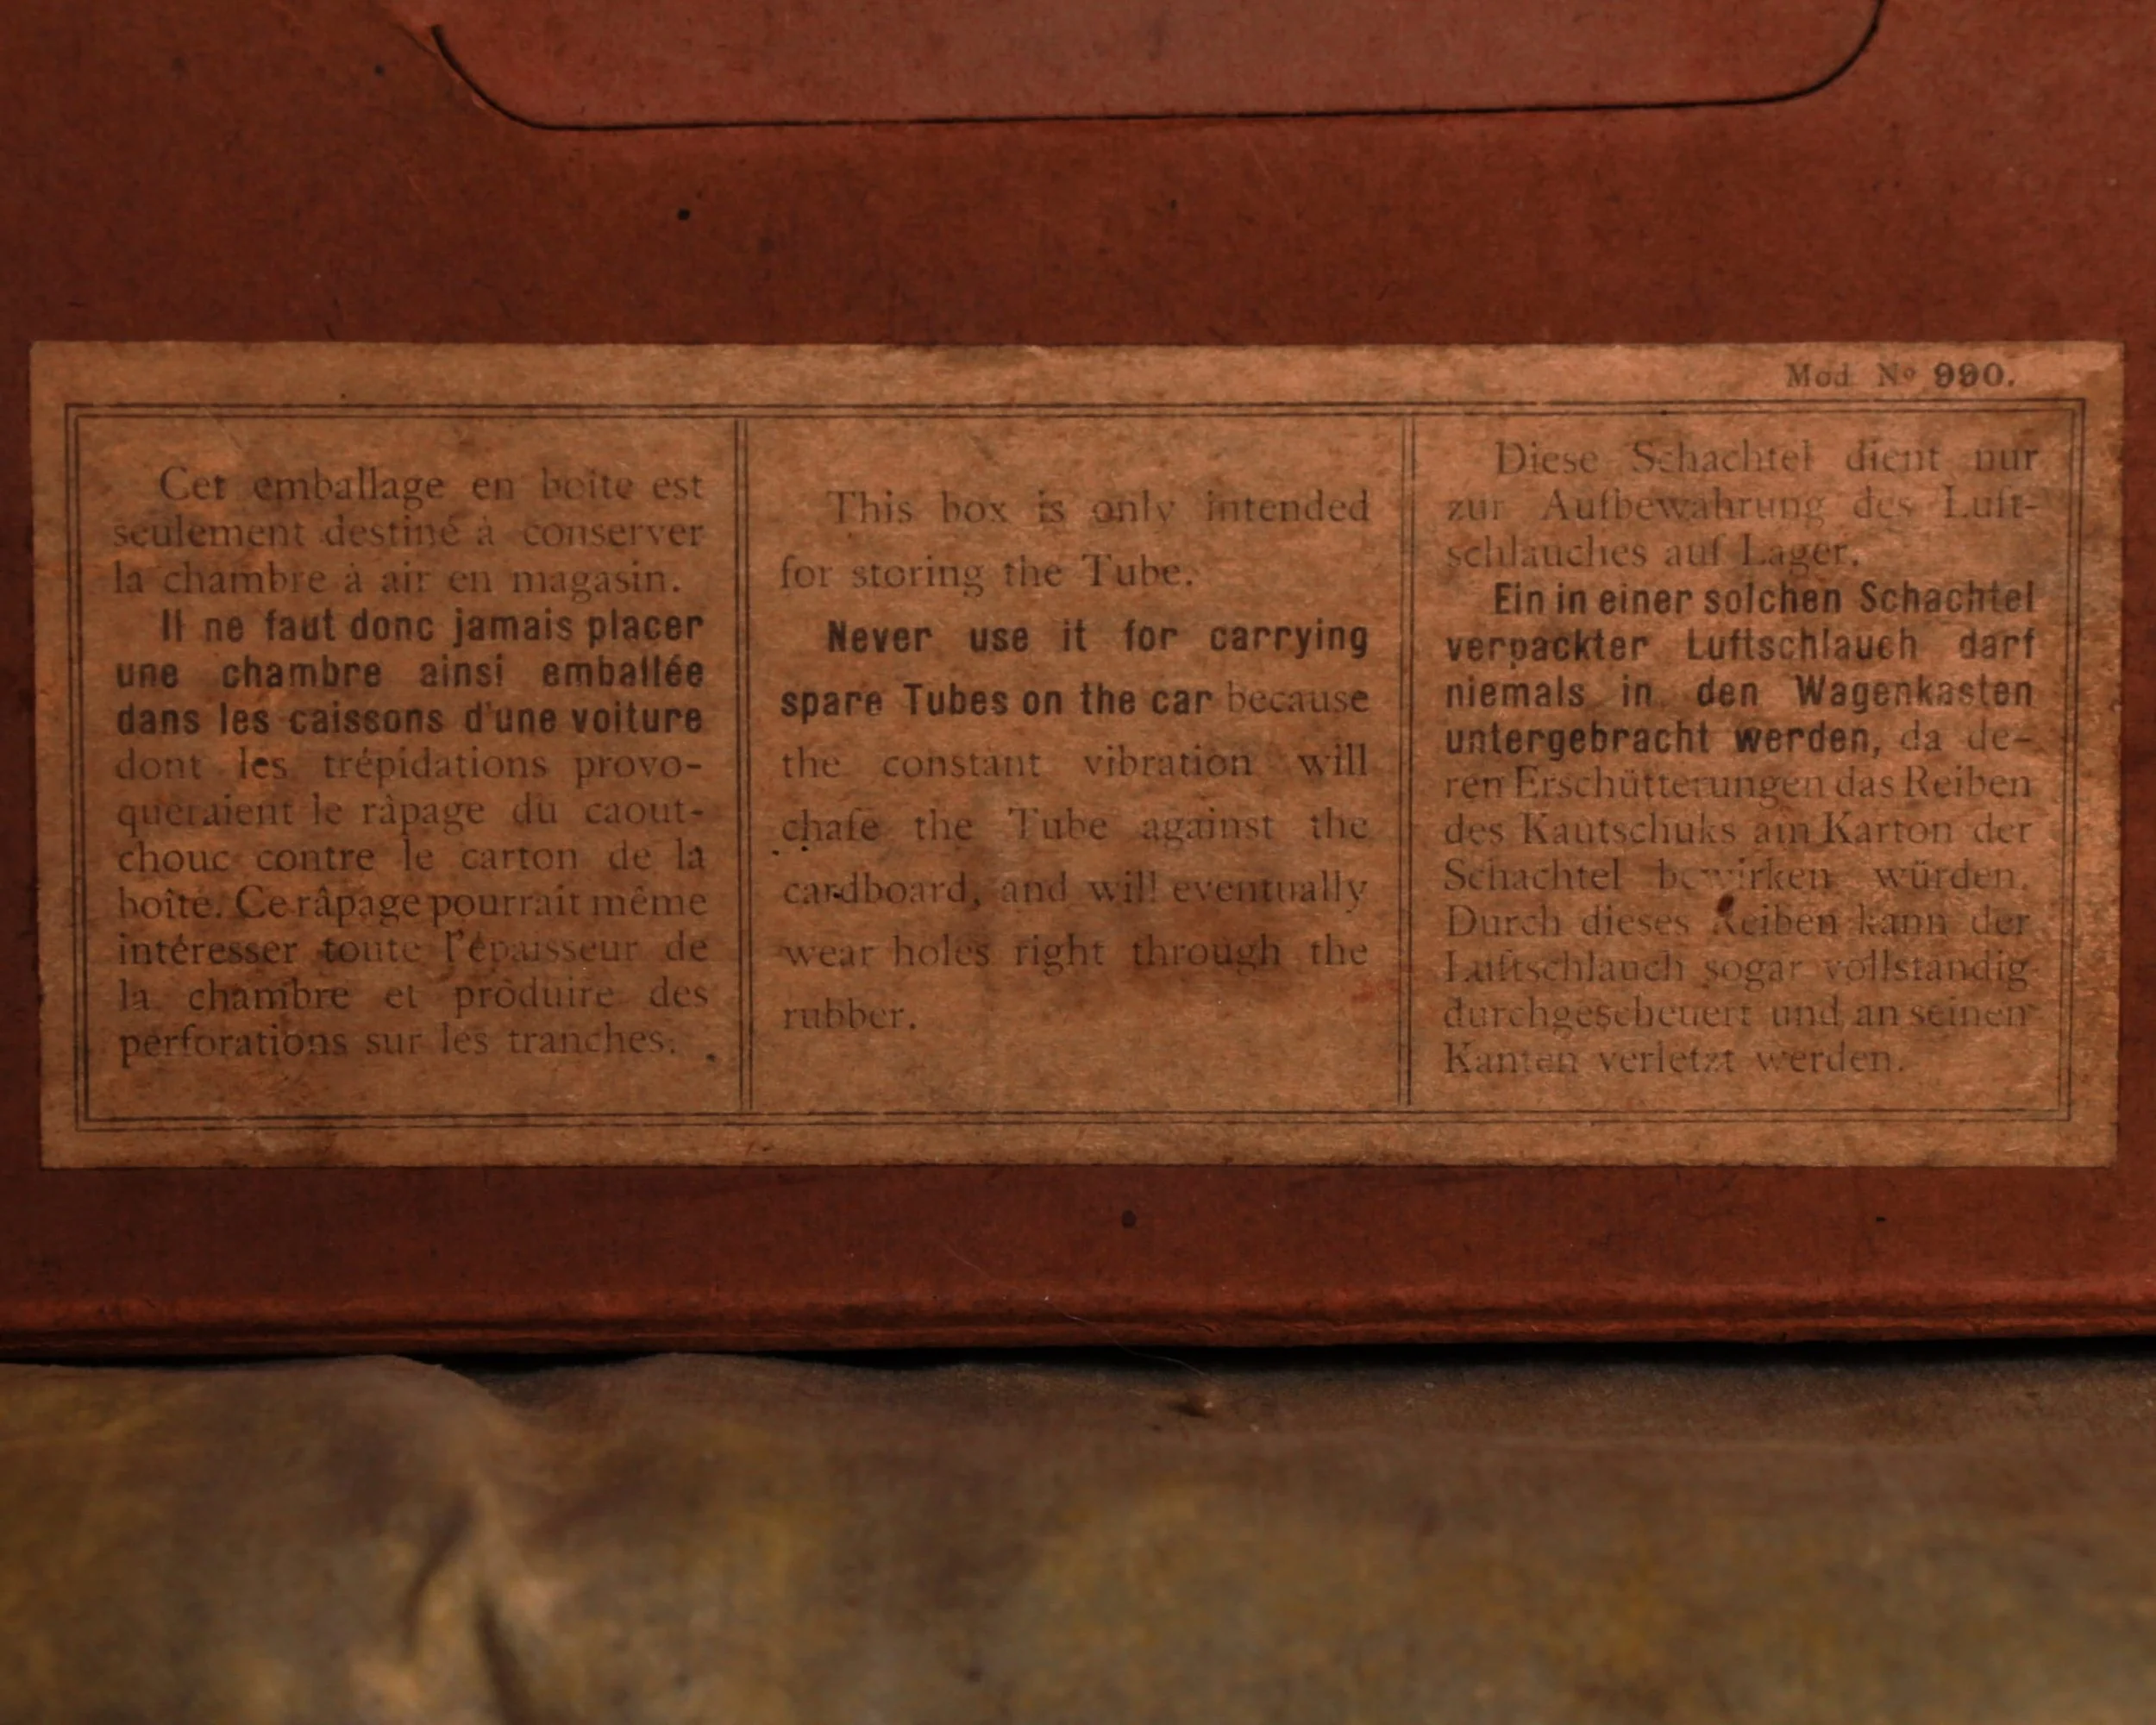 Mod. Nº 990.
Cet emballage en boîte est
seulement destiné à conserver
la chambre à air en magasin.
Il ne faut donc jamais placer
une chambre ainsi emballée
dans les caissons d'une voiture
dont les trépidations provo-
queraient le râpage du caout-
chouc contre le carton de la
boîte. Ce râpage pourrait même
intéresser toute l'épaisseur de
la chambre et produire des
perforations sur les tranches.
This box is only intended
for storing the Tube.
Never use it for carrying
spare Tubes on the car because
the constant vibration will
chafe the Tube against the
cardboard, and will eventually
wear holes right through the
rubber.
Diese Schachtel dient nur
zur Aufbewahrung des Luft-
schlauches auf Lager.
Ein in einer solchen Schachtel
verpackter Luftschlauch darf
niemals in den Wagenkasten
untergebracht werden, da de-
ren Erschütterungen das Reiben
des Kautschuks am Karton der
Schachtel bewirken würden.
Durch dieses Reiben kann der
Luftschlauch sogar vollständig
durchgescheuert und an seinen
Kanten verletzt werden.